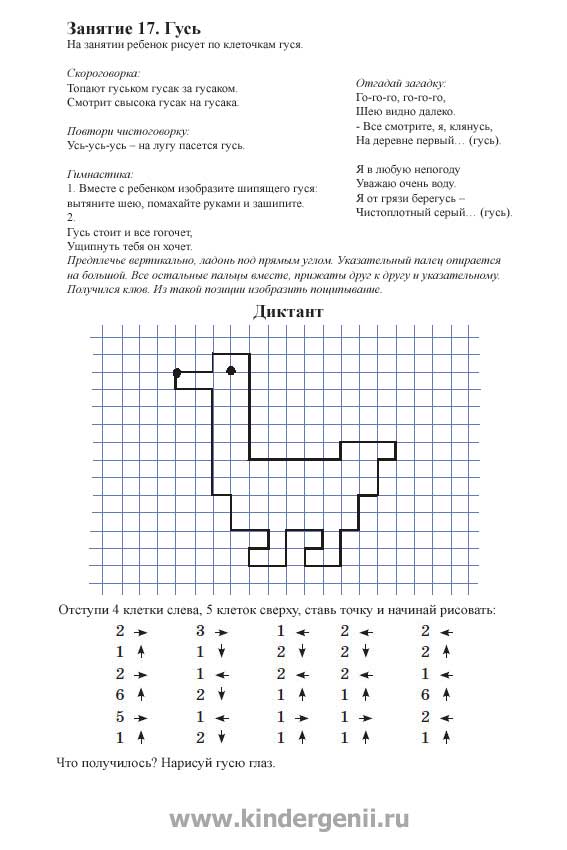 Занятие 17. Гусь
На занятии ребенок рисует по клеточкам гуся.
Скороговорка:
Топают гуськом гусак за гусаком.
Смотрит свысока гусак на гусака.
Повтори чистоговорку:
Усь-усь-усь – на лугу пасется гусь.
Гимнастика:
1. Вместе с ребенком изобразите шипящего гуся:
вытяните шею, помахайте руками и зашипите.
2.
Гусь стоит и все гогочет,
Ущипнуть тебя он хочет.
Отгадай загадку:
Го-го-го, го-го-го,
Шею видно далеко.
- Все смотрите, я, клянусь,
На деревне первый… (гусь).
Я в любую непогоду
Уважаю очень воду.
Я от грязи берегусь –
Чистоплотный серый… (гусь).
Предплечье вертикально, ладонь под прямым углом. Указательный палец опирается
на большой. Все остальные пальцы вместе, прижаты друг к другу и указательному.
Получился клюв. Из такой позиции изобразить пощипывание.
Диктант
Отступи 4 клетки слева, 5 клеток сверху, ставь точку и начинай рисовать:
2 → 3 → 1 ← 2 ← 2 ←
1 ↑ 1 ↓ 2 ↓ 2 ↓ 2 ↑
2 → 1 ← 2 ← 2 ← 1 ←
6 ↑ 2 ↓ 1 ↑ 1 ↑ 6 ↑
5 → 1 ← 1 → 1 → 2 ←
1 ↑ 2 ↓ 1 ↑ 1 ↑ 1 ↑
Что получилось? Нарисуй гусю глаз.
www.kindergenii.ru